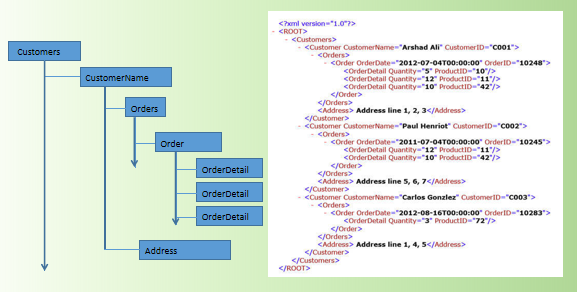 Customers
CustomerName
Orders
Order
OrderDetail
OrderDetail
OrderDetail
Address
<?xml version="1.0"?>
- <ROOT>
- <Customers>
- <Customer CustomerName="Arshad Ali" CustomerID="C001">
- <Orders>
- <Order OrderDate="2012-07-04T00:00:00" OrderID="10248">
<OrderDetail Quantity="5" ProductID="10"/>
<OrderDetail Quantity="12" ProductID="11"/>
<OrderDetail Quantity="10" ProductID="42"/>
</Order>
</Orders>
<Address> Address line 1, 2, 3</Address>
</Customer>
- <Customer CustomerName="Paul Henriot" CustomerID="C002">
- <Orders>
- <Order OrderDate="2011-07-04T00:00:00" OrderID="10245">
<OrderDetail Quantity="12" ProductID="11"/>
<OrderDetail Quantity="10" ProductID="42"/>
</Order>
</Orders>
<Address> Address line 5, 6, 7</Address>
</Customer>
- <Customer CustomerName="Carlos Gonzlez" CustomerID="C003">
- <Orders>
- <Order OrderDate="2012-08-16T00:00:00" OrderID="10283">
<OrderDetail Quantity="3" ProductID="72"/>
</Order>
</Orders>
<Address> Address line 1, 4, 5</Address>
</Customer>
</Customers>
</ROOT>